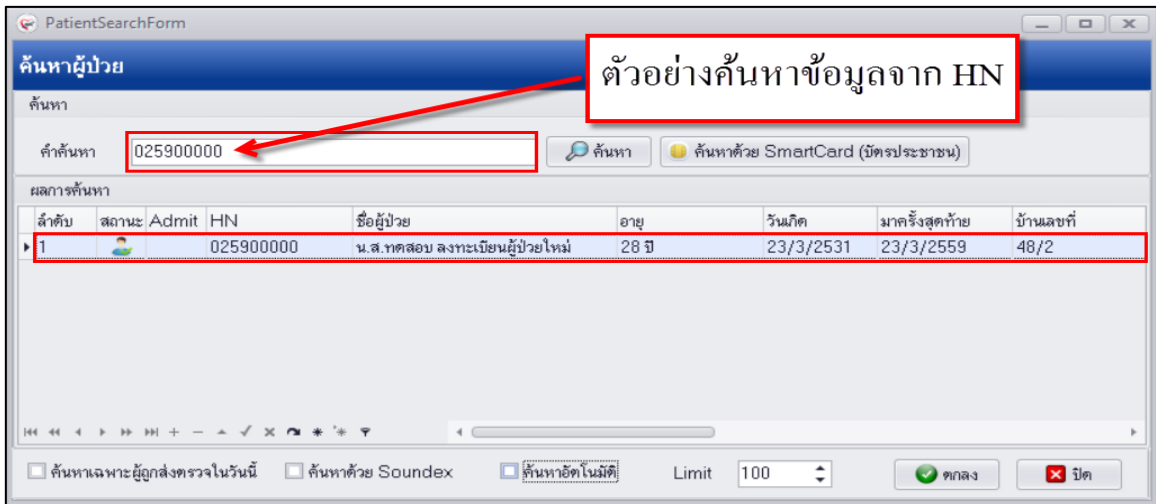 PatientSearchForm
ค้นหาผู้ป่วย
ตัวอย่างค้นหาข้อมูลจาก HN
ค้นหา
คำค้นหา 025900000 ค้นหา ค้นหาด้วย SmartCard (บัตรประชาชน)
ผลการค้นหา
ลำดับ สถานะ Admit HN ชื่อผู้ป่วย อายุ วันเกิด มาครั้งสุดท้าย บ้านเลขที่
1 025900000 น.ส.ทดสอบ ลงทะเบียนผู้ป่วยใหม่ 28 ปี 23/3/2531 23/3/2559 48/2
ค้นหาเฉพาะผู้ถูกส่งตรวจในวันนี้ ค้นหาด้วย Soundex ค้นหาอัตโนมัติ Limit 100 ตกลง ปิด